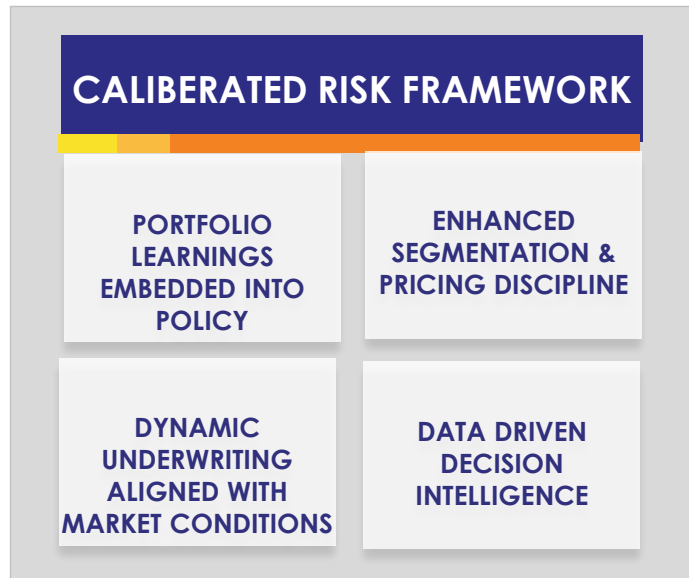 CALIBERATED RISK FRAMEWORK
PORTFOLIO
LEARNINGS
EMBEDDED INTO
POLICY
ENHANCED
SEGMENTATION &
PRICING DISCIPLINE
DYNAMIC
UNDERWRITING
ALIGNED WITH
MARKET CONDITIONS
DATA DRIVEN
DECISION
INTELLIGENCE